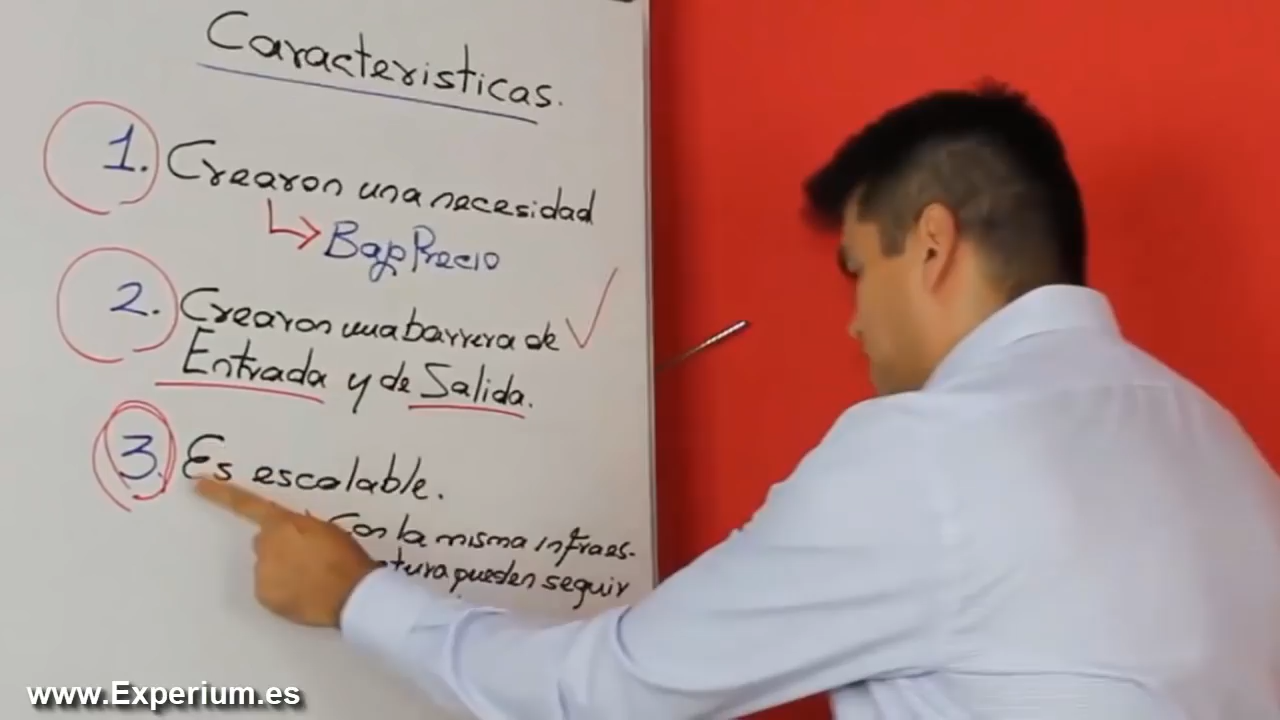 Caracteristicas.
1. Crearon una necesidad
Bajo Precio
2. Crearon una barrera de
Entrada y de Salida.
3. Es escalable.
Con la misma infraes-
pueden seguir
www.Experium.es